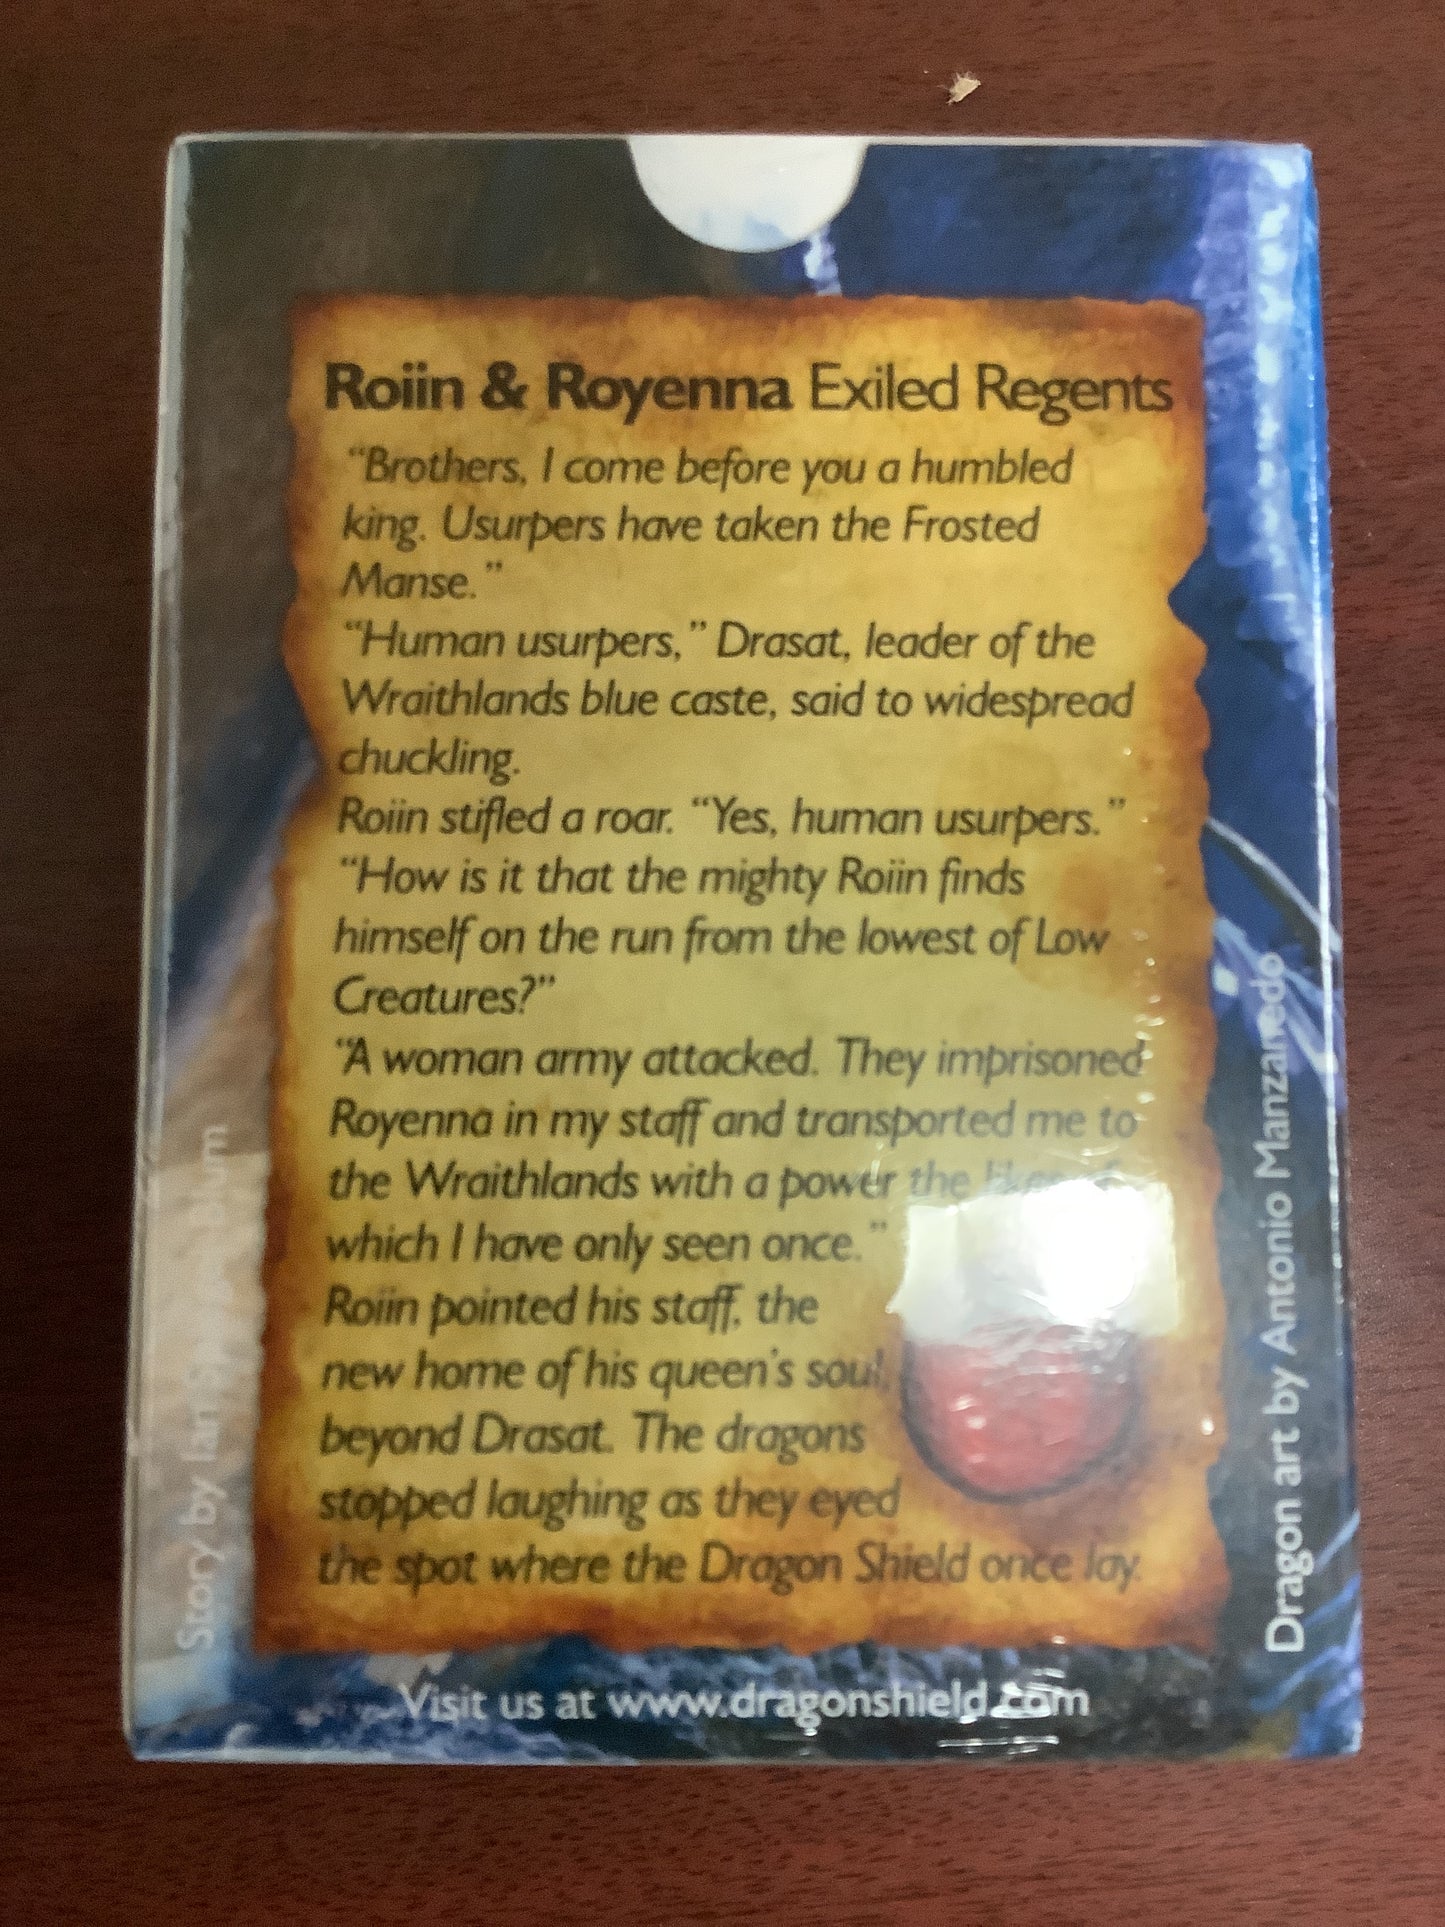 Roiin & Royenna Exiled Regents
“Brothers, I come before you a humbled
king. Usurpers have taken the Frosted
Manse.”
“Human usurpers,” Drasat, leader of the
Wraithlands blue caste, said to widespread
chuckling.
Roiin stifled a roar. “Yes, human usurpers.”
“How is it that the mighty Roiin finds
himself on the run from the lowest of Low
Creatures?”
“A woman army attacked. They imprisoned
Royenna in my staff and transported me to
the Wraithlands with a power the likes of
which I have only seen once.”
Roiin pointed his staff, the
new home of his queen's soul,
beyond Drasat. The dragons
stopped laughing as they eyed
the spot where the Dragon Shield once lay.
Story by Ian
Dragon art by Antonio Manzanedo
Visit us at www.dragonshield.com